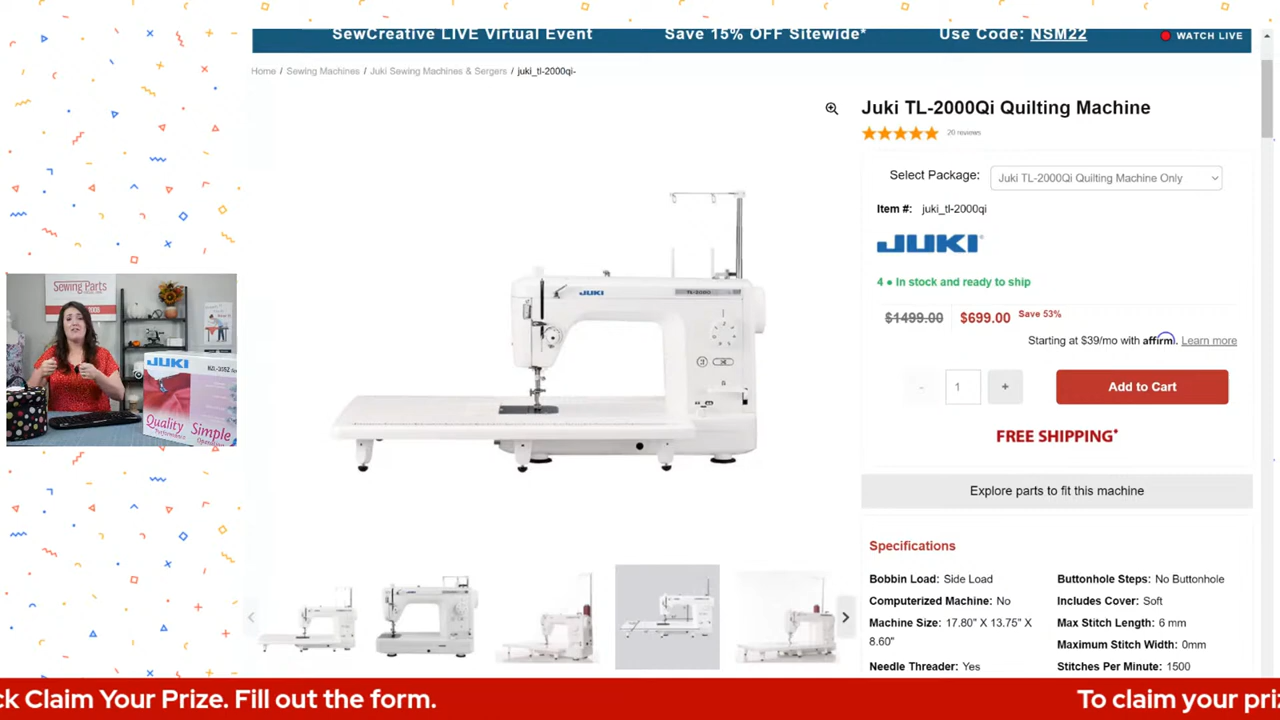 SewCreative LIVE Virtual Event
Save 15% OFF Sitewide*
Use Code: NSM22
WATCH LIVE
Home / Sewing Machines / Juki Sewing Machines & Sergers / juki_tl-2000qi-
Juki TL-2000Qi Quilting Machine
20 reviews
Select Package:
Juki TL-2000Qi Quilting Machine Only
Item #: juki_tl-2000qi
JUKI
4 ● In stock and ready to ship
$1499.00 $699.00 Save 53%
Starting at $39/mo with affirm. Learn more
- 1 +
Add to Cart
FREE SHIPPING*
Explore parts to fit this machine
Specifications
Bobbin Load: Side Load
Computerized Machine: No
Machine Size: 17.80" X 13.75" X
8.60"
Needle Threader: Yes
Buttonhole Steps: No Buttonhole
Includes Cover: Soft
Max Stitch Length: 6 mm
Maximum Stitch Width: 0mm
Stitches Per Minute: 1500
JUKI
Sewing Parts
JUKI
Quality
Simple
ck Claim Your Prize. Fill out the form.
To claim your priz